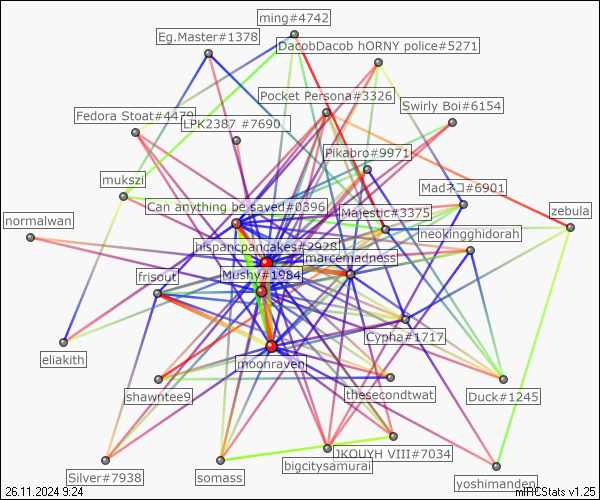 ming#4742
Eg.Master#1378
DacobDacob hORNY police#5271
Pocket Persona#3326
Swirly Boi#6154
Fedora Stoat#4479
LPK2387 #7690
Pikabro#9971
mukszi
Madネコ#6901
Can anything be saved#0396
Majestic#3375
zebula
normalwan
hispancpancakes#2928
neokingghidorah
marcemadness
Mushy#1984
frisout
Cypha#1717
eliakith
moonraven
shawntee9
thesecondtwat
Duck#1245
JKOUYH VIII#7034
bigcitysamurai
Silver#7938
somass
yoshimanden
26.11.2024 9:24
mIRCStats v1.25